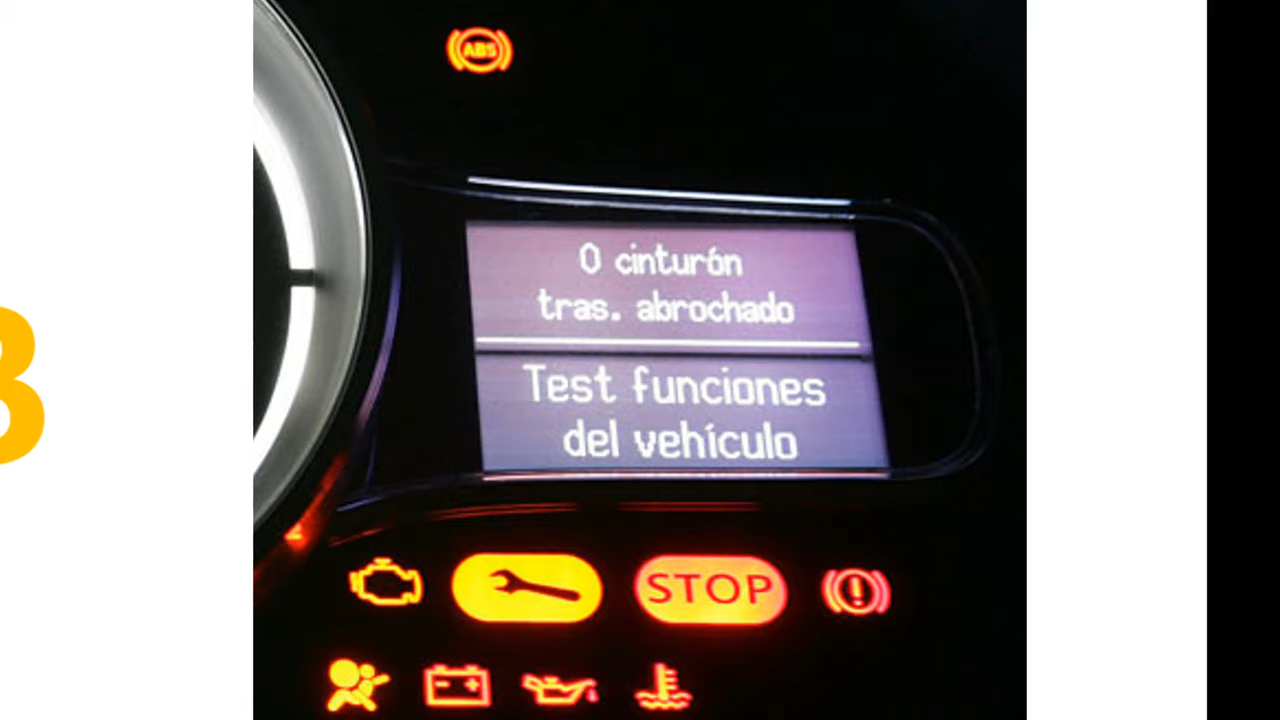 ABS
0 cinturón
tras. abrochado
Test funciones
del vehículo
STOP